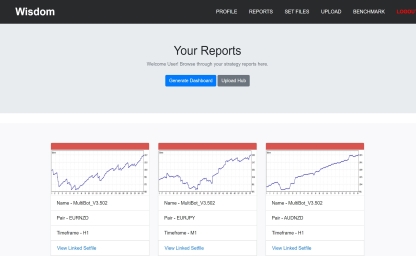 Wisdom
PROFILE REPORTS SET FILES UPLOAD BENCHMARK
Your Reports
Welcome User! Browse through your strategy reports here.
Generate Dashboard Upload Hub
Name - MultiBot_V3.502 Name - MultiBot_V3.502 Name - MultiBot_V3.502
Pair - EURNZD Pair - EURJPY Pair - AUDNZD
Timeframe - H1 Timeframe - M1 Timeframe - H1
View Linked Setfile View Linked Setfile View Linked Setfile